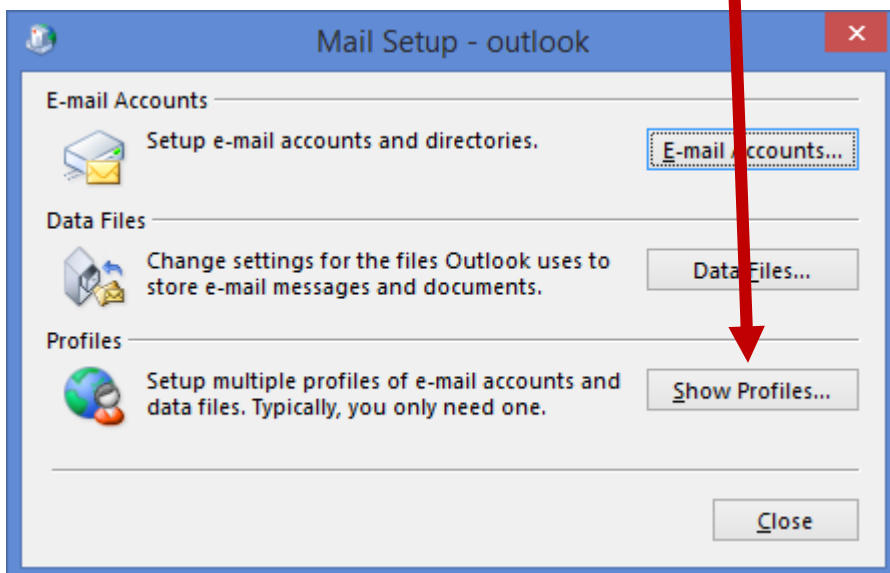 Mail Setup - outlook
E-mail Accounts
Setup e-mail accounts and directories.
E-mail Accounts...
Data Files
Change settings for the files Outlook uses to
store e-mail messages and documents.
Data Files...
Profiles
Setup multiple profiles of e-mail accounts and
data files. Typically, you only need one.
Show Profiles...
Close